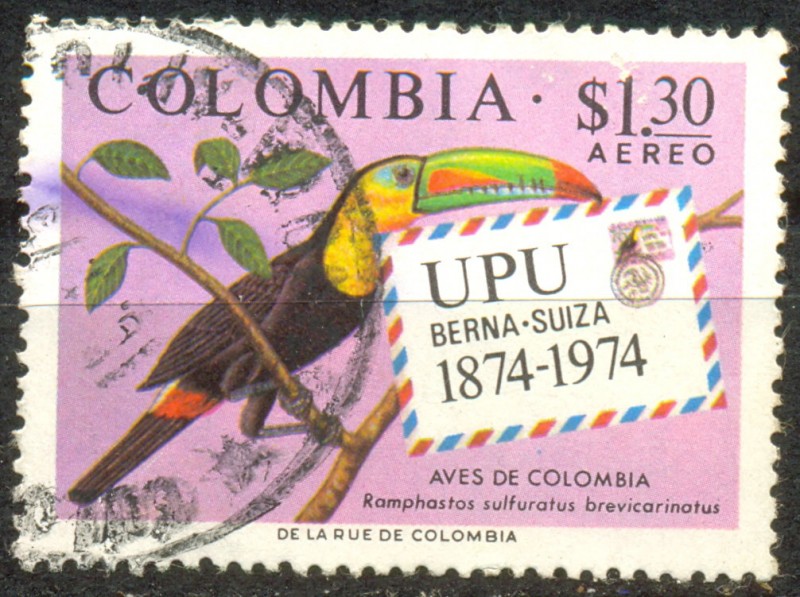 COLOMBIA · $1.30
AEREO
UPU
BERNA·SUIZA
1874-1974
AVES DE COLOMBIA
Ramphastos sulfuratus brevicarinatus
DE LA RUE DE COLOMBIA